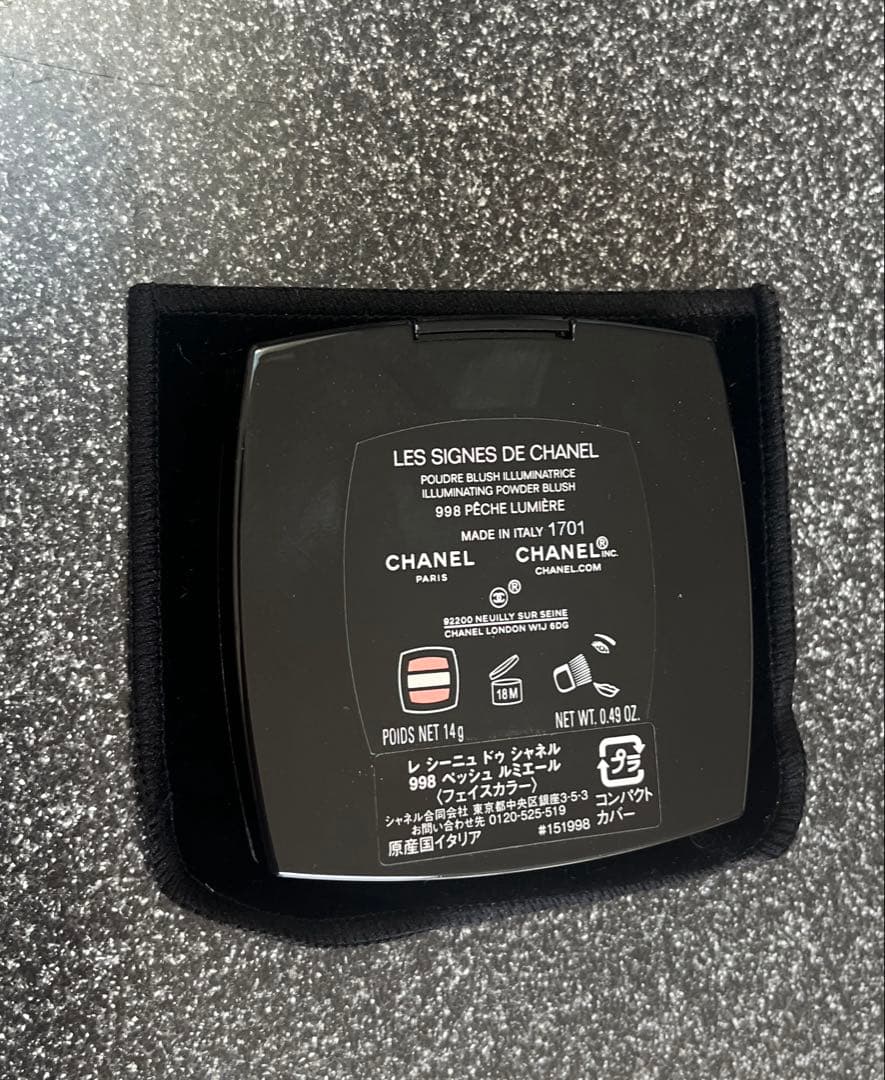 LES SIGNES DE CHANEL
POUDRE BLUSH ILLUMINATRICE
ILLUMINATING POWDER BLUSH
998 PÊCHE LUMIÈRE
MADE IN ITALY 1701
CHANEL CHANEL® INC.
PARIS CHANEL.COM
®
92200 NEUILLY SUR SEINE
CHANEL LONDON W1J 6DG
18 M
POIDS NET 14 g NET WT. 0.49 OZ.
レ シーニュ ドゥ シャネル
998 ペッシュ ルミエール
〈フェイスカラー〉
プラ
シャネル合同会社 東京都中央区銀座3-5-3
お問い合わせ先 0120-525-519
原産国イタリア #151998
コンパクト
カバー